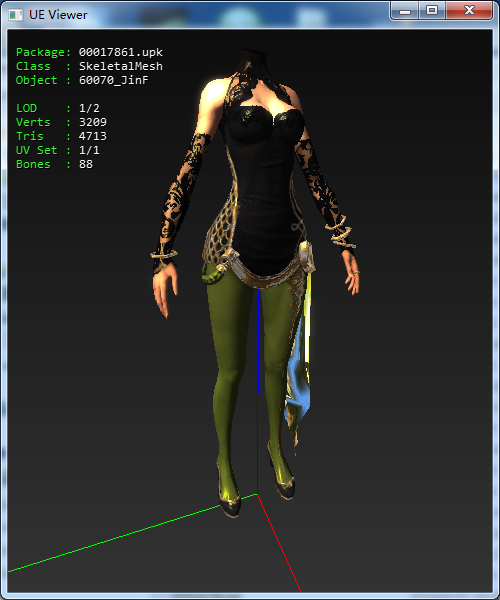 UE Viewer
Package: 00017861.upk
Class : SkeletalMesh
Object : 60070_JinF
LOD : 1/2
Verts : 3209
Tris : 4713
UV Set : 1/1
Bones : 88